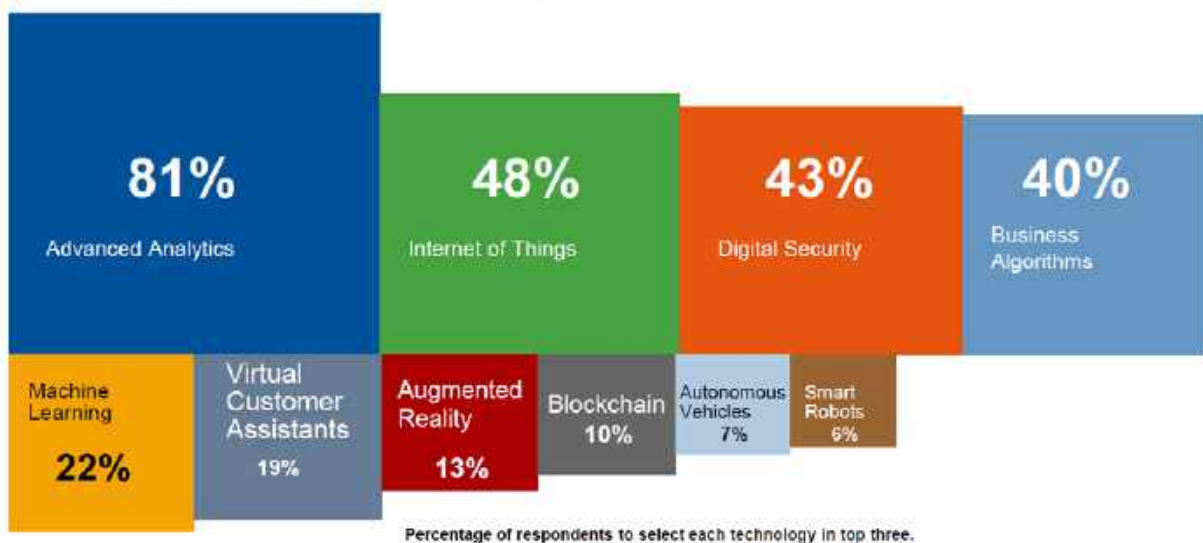 81%
Advanced Analytics
48%
Internet of Things
43%
Digital Security
40%
Business
Algorithms
Machine
Learning
22%
Virtual
Customer
Assistants
19%
Augmented
Reality
13%
Blockchain
10%
Autonomous
Vehicles
7%
Smart
Robots
6%
Percentage of respondents to select each technology in top three.